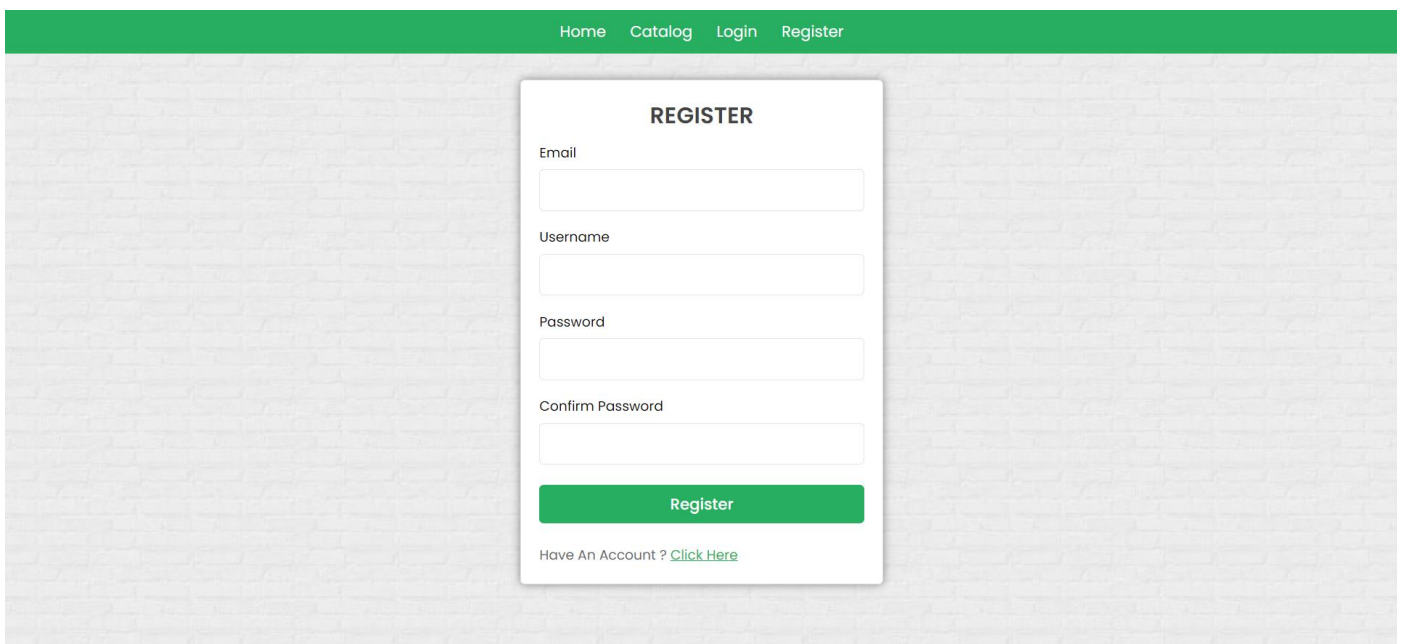 Home Catalog Login Register
REGISTER
Email
Username
Password
Confirm Password
Register
Have An Account ? Click Here